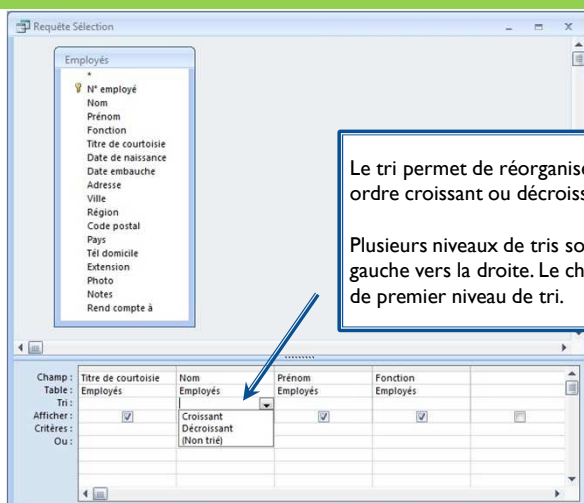 Requête Sélection
Employés
*
N° employé
Nom
Prénom
Fonction
Titre de courtoisie
Date de naissance
Date embauche
Adresse
Ville
Région
Code postal
Pays
Tél domicile
Extension
Photo
Notes
Rend compte à
Le tri permet de réorganise
ordre croissant ou décroiss
Plusieurs niveaux de tris so
gauche vers la droite. Le ch
de premier niveau de tri.
Champ : Titre de courtoisie Nom Prénom Fonction
Table : Employés Employés Employés Employés
Tri :
Afficher : Croissant
Critères : Décroissant
Ou : (Non trié)